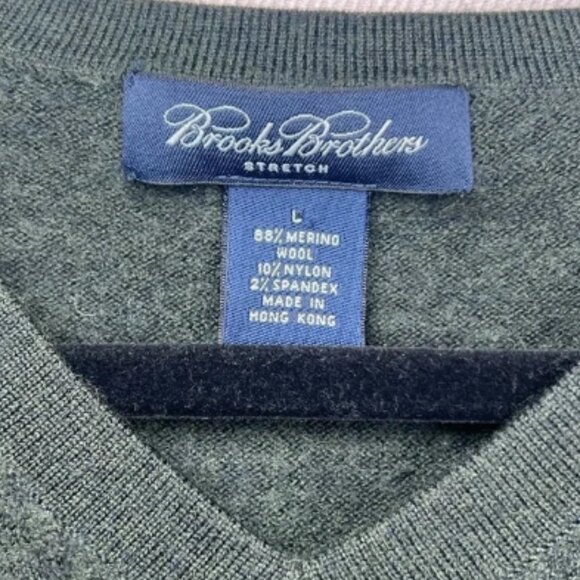 Brooks Brothers
STRETCH
L
88% MERINO
WOOL
10% NYLON
2% SPANDEX
MADE IN
HONG KONG